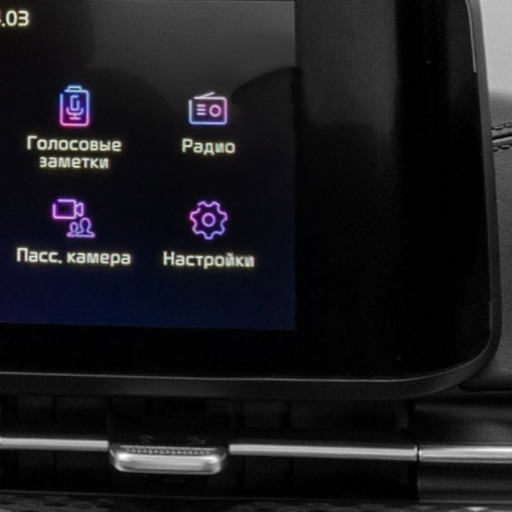 .03
Голосовые
заметки
Радио
Пасс. камера
Настройки